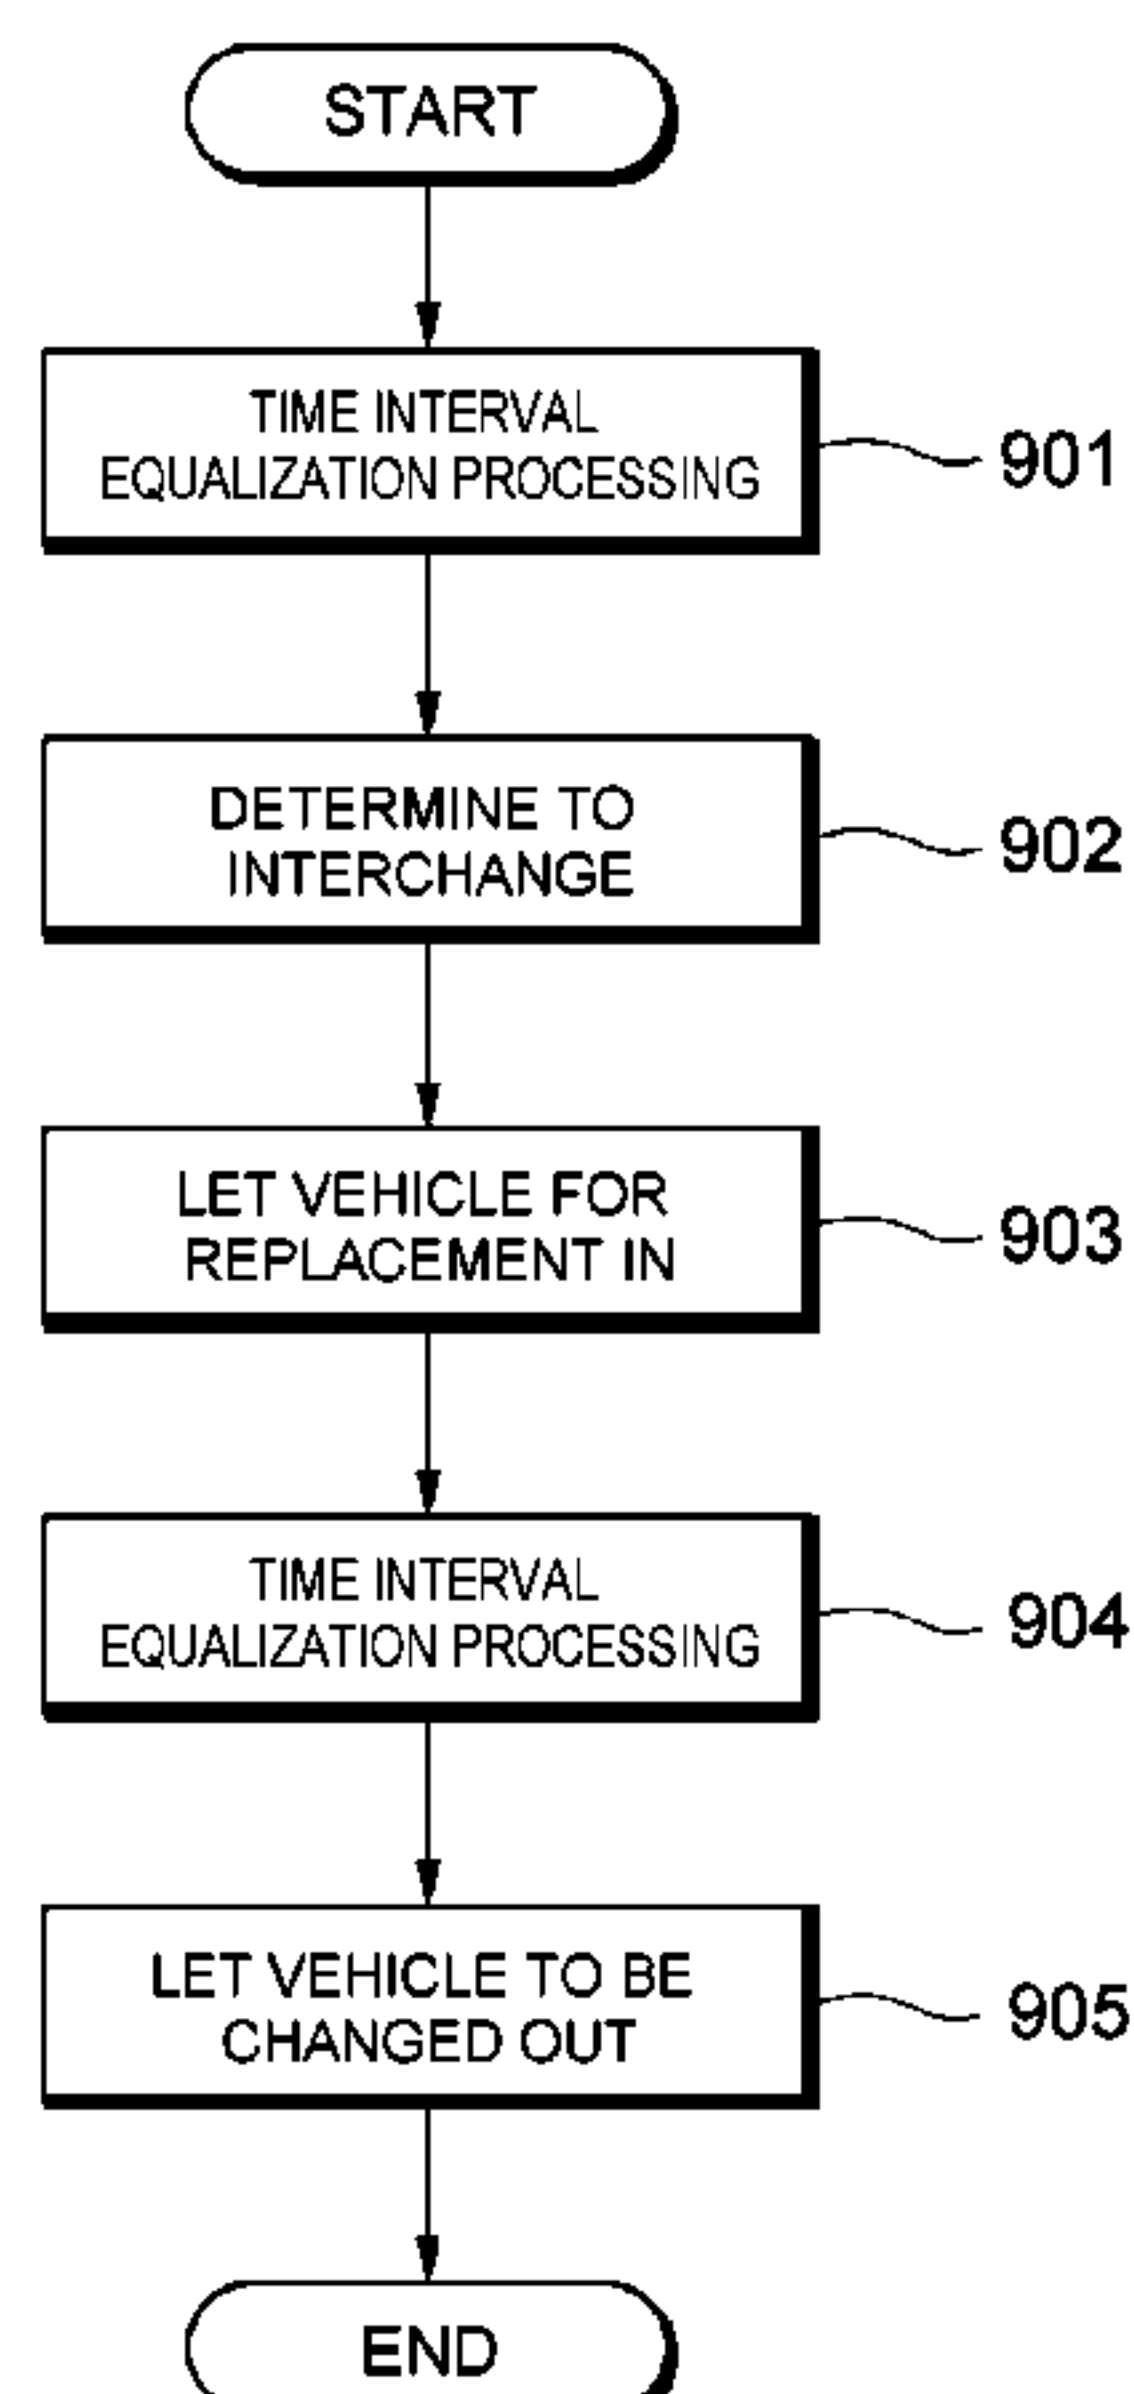 START
TIME INTERVAL
EQUALIZATION PROCESSING
901
DETERMINE TO
INTERCHANGE
902
LET VEHICLE FOR
REPLACEMENT IN
903
TIME INTERVAL
EQUALIZATION PROCESSING
904
LET VEHICLE TO BE
CHANGED OUT
905
END